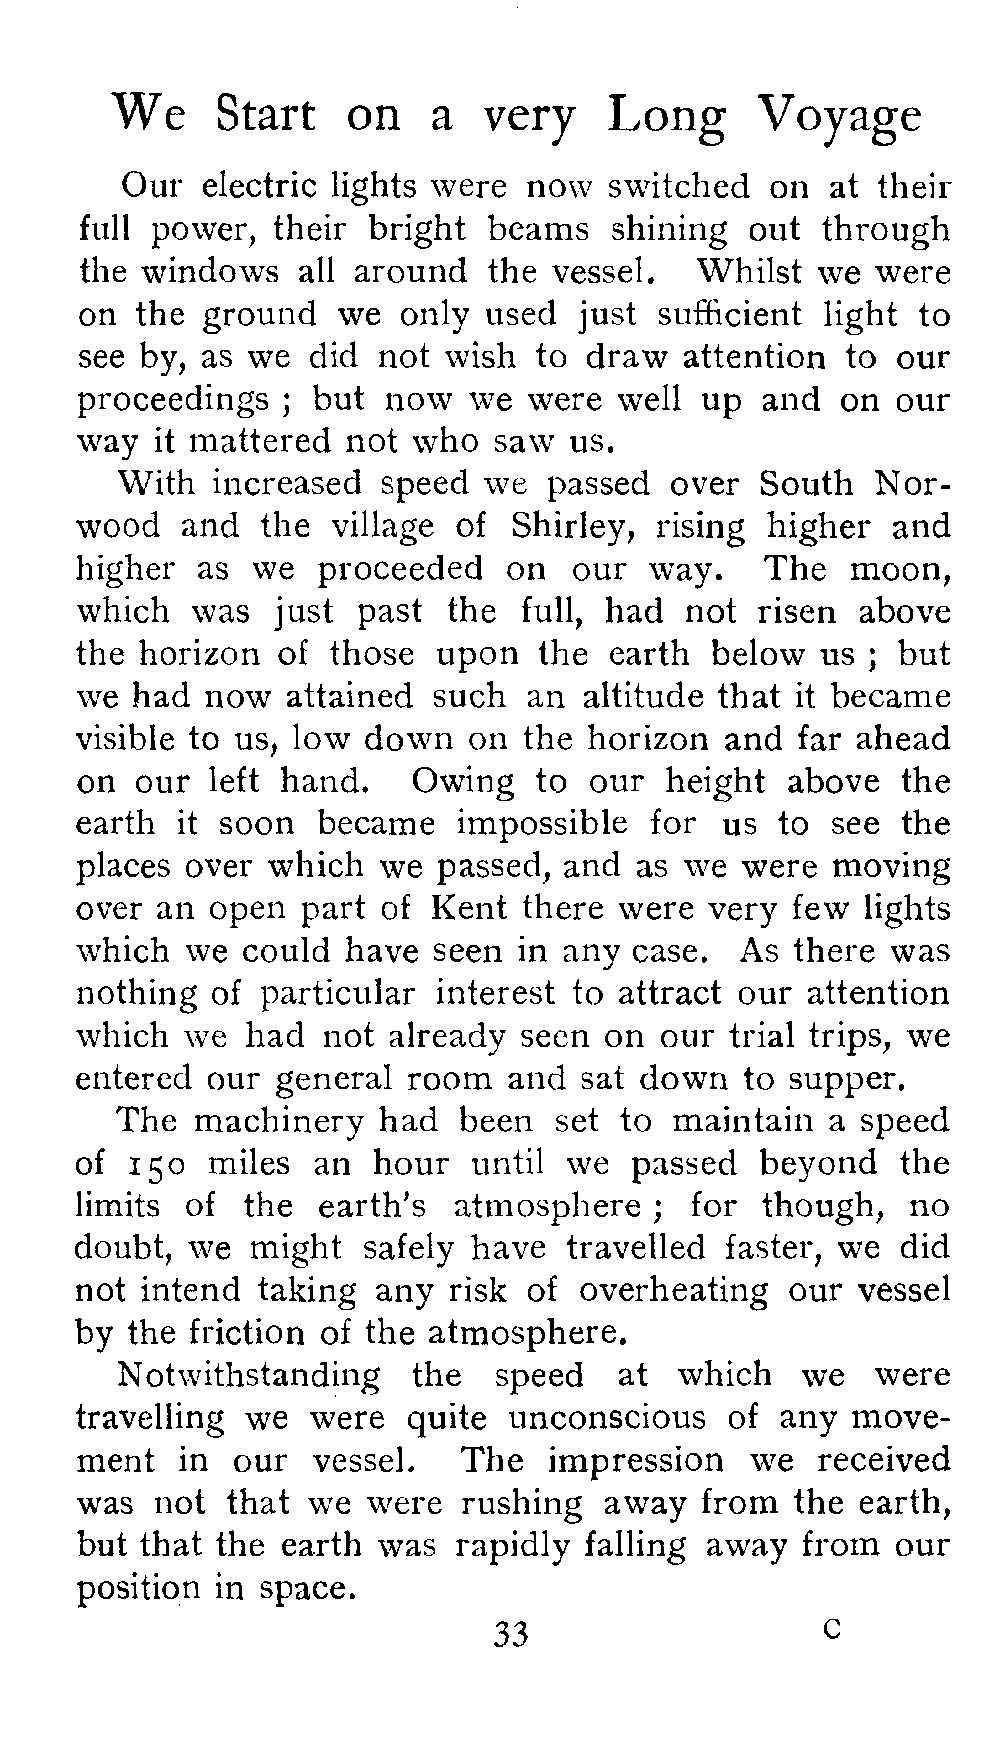 We Start on a very Long Voyage
Our electric lights were now switched on at their
full power, their bright beams shining out through
the windows all around the vessel. Whilst we were
on the ground we only used just sufficient light to
see by, as we did not wish to draw attention to our
proceedings ; but now we were well up and on our
way it mattered not who saw us.
With increased speed we passed over South Nor-
wood and the village of Shirley, rising higher and
higher as we proceeded on our way. The moon,
which was just past the full, had not risen above
the horizon of those upon the earth below us ; but
we had now attained such an altitude that it became
visible to us, low down on the horizon and far ahead
on our left hand. Owing to our height above the
earth it soon became impossible for us to see the
places over which we passed, and as we were moving
over an open part of Kent there were very few lights
which we could have seen in any case. As there was
nothing of particular interest to attract our attention
which we had not already seen on our trial trips, we
entered our general room and sat down to supper.
The machinery had been set to maintain a speed
of 150 miles an hour until we passed beyond the
limits of the earth's atmosphere ; for though, no
doubt, we might safely have travelled faster, we did
not intend taking any risk of overheating our vessel
by the friction of the atmosphere.
Notwithstanding the speed at which we were
travelling we were quite unconscious of any move-
ment in our vessel. The impression we received
was not that we were rushing away from the earth,
but that the earth was rapidly falling away from our
position in space.
33 C